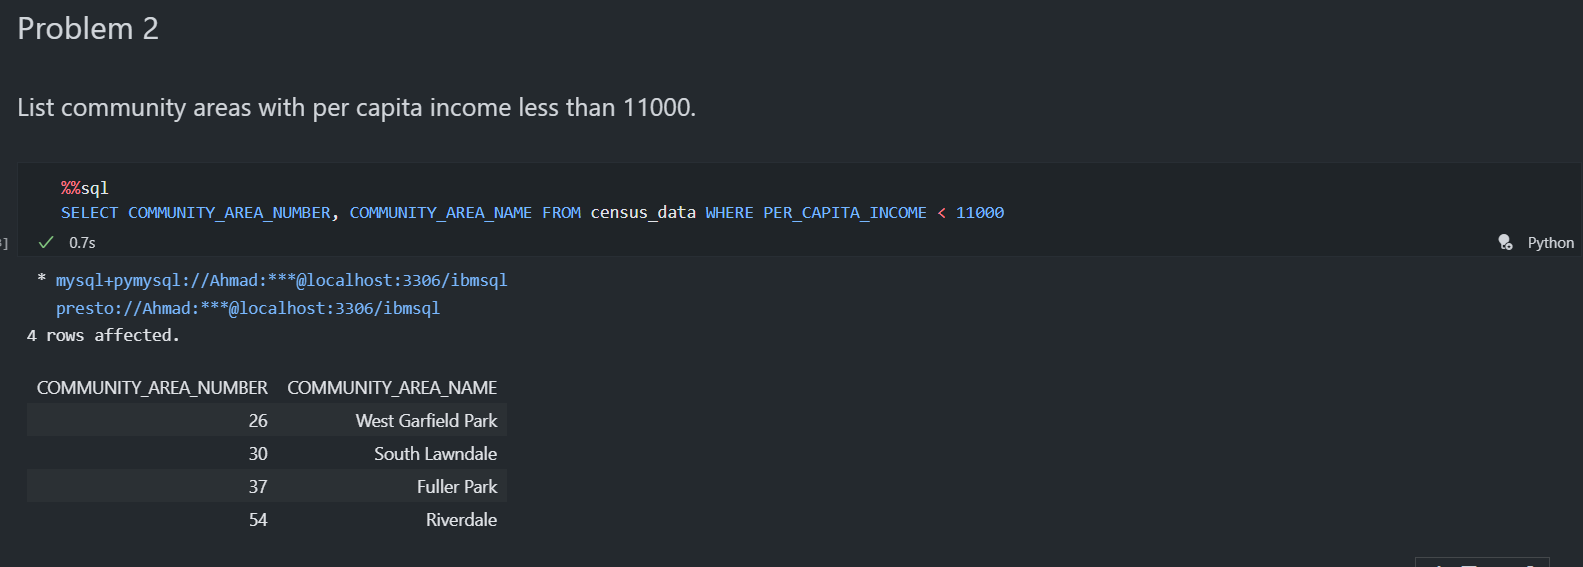 Problem 2
List community areas with per capita income less than 11000.
%%sql
SELECT COMMUNITY_AREA_NUMBER, COMMUNITY_AREA_NAME FROM census_data WHERE PER_CAPITA_INCOME < 11000
] ✓ 0.7s Python
* mysql+pymysql://Ahmad:***@localhost:3306/ibmsql
presto://Ahmad:***@localhost:3306/ibmsql
4 rows affected.
COMMUNITY_AREA_NUMBER COMMUNITY_AREA_NAME
26 West Garfield Park
30 South Lawndale
37 Fuller Park
54 Riverdale